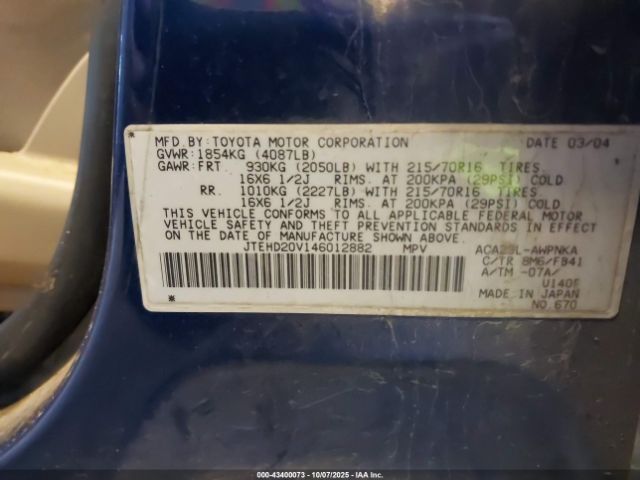 MFD.BY:TOYOTA MOTOR CORPORATION DATE 03/04
GVWR:1854KG (4087LB)
GAWR:FRT 930KG (2050LB) WITH 215/70R16 TIRES
16X6 1/2J RIMS. AT 200KPA (29PSI) COLD
RR. 1010KG (2227LB) WITH 215/70R16 TIRES
16X6 1/2J RIMS. AT 200KPA (29PSI) COLD
THIS VEHICLE CONFORMS TO ALL APPLICABLE FEDERAL MOTOR
VEHICLE SAFETY AND THEFT PREVENTION STANDARDS IN EFFECT
ON THE DATE OF MANUFACTURE SHOWN ABOVE.
JTEHD20V146012882 MPV
C/TR 8M6/FB41
A/TM -07A/
U140F
MADE IN JAPAN
NO.670
000-43400073 - 10/07/2025 - IAA Inc.